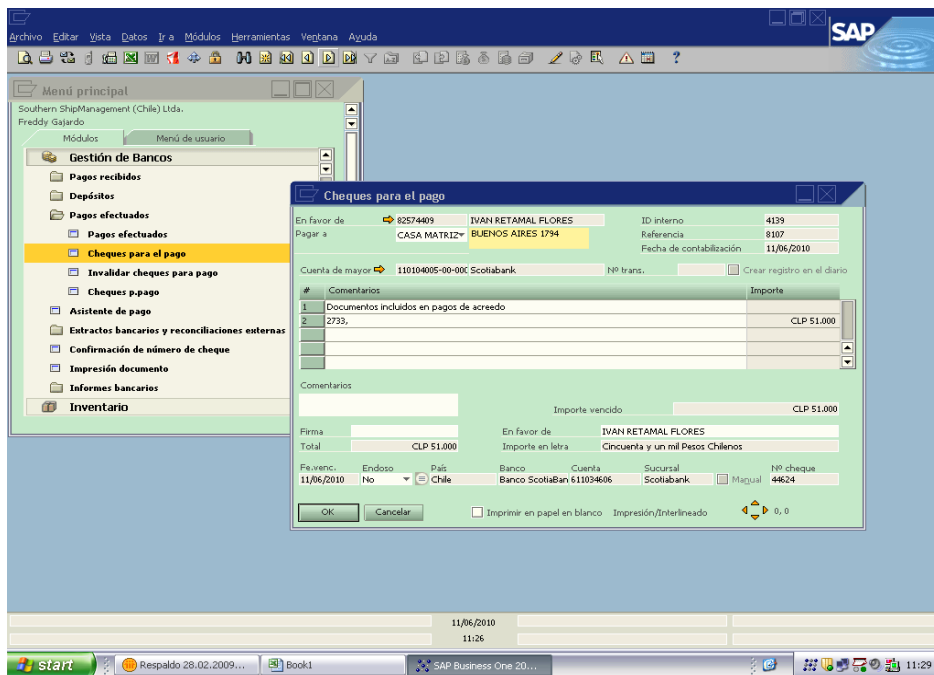 Archivo Editar Vista Datos Ir a Módulos Herramientas Ventana Ayuda
SAP
Menú principal
Southern ShipManagement (Chile) Ltda.
Freddy Gajardo
Módulos Menú de usuario
Gestión de Bancos
Pagos recibidos
Depósitos
Pagos efectuados
Pagos efectuados
Cheques para el pago
Invalidar cheques para pago
Cheques p.pago
Asistente de pago
Extractos bancarios y reconciliaciones externas
Confirmación de número de cheque
Impresión documento
Informes bancarios
Inventario
Cheques para el pago
En favor de 82574409 IVAN RETAMAL FLORES ID interno 4139
Pagar a CASA MATRIZ BUENOS AIRES 1794 Referencia 8107
Fecha de contabilización 11/06/2010
Cuenta de mayor 110104005-00-00C Scotiabank Nº trans. Crear registro en el diario
# Comentarios Importe
1 Documentos incluidos en pagos de acreedo
2 2733, CLP 51.000
Comentarios
Importe vencido CLP 51.000
Firma En favor de IVAN RETAMAL FLORES
Total CLP 51.000 Importe en letra Cincuenta y un mil Pesos Chilenos
Fe.venc. Endoso País Banco Cuenta Sucursal Nº cheque
11/06/2010 No Chile Banco ScotiaBan 611034606 Scotiabank Manual 44624
OK Cancelar Imprimir en papel en blanco Impresión/Interlineado 0, 0
11/06/2010
11:26
start Respaldo 28.02.2009... Book1 SAP Business One 20... 11:29